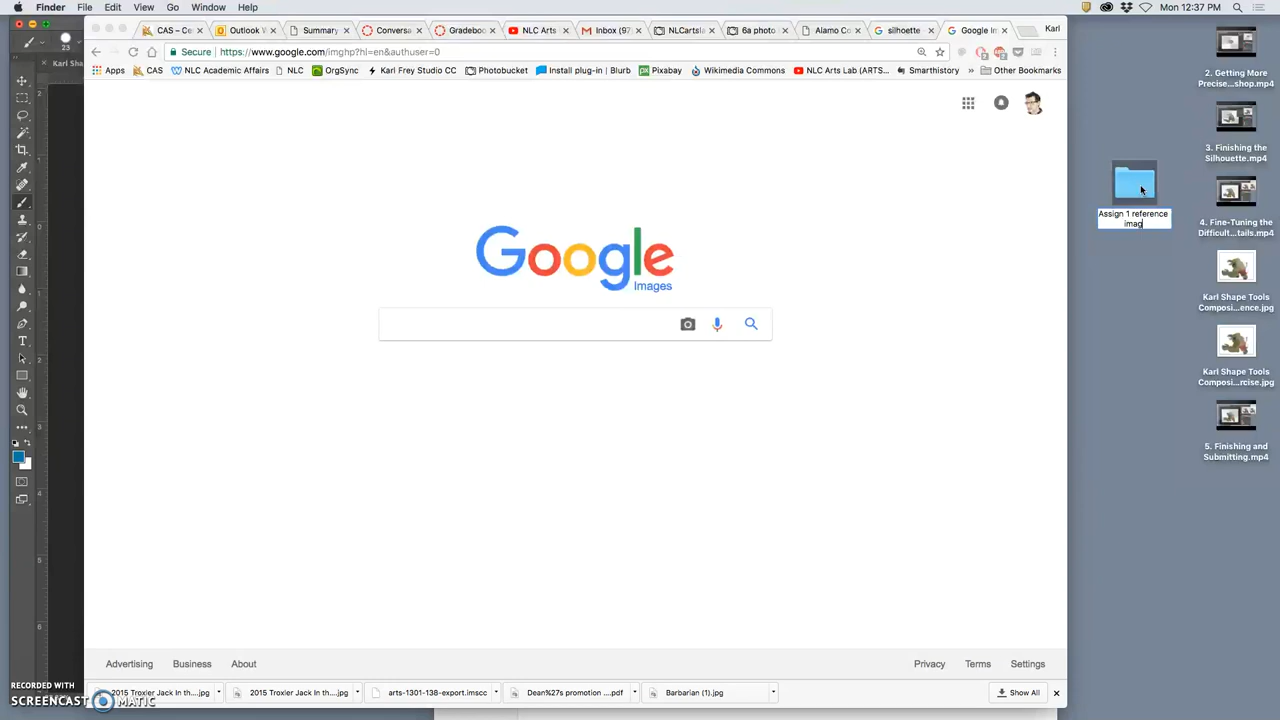 Finder File Edit View Go Window Help Mon 12:37 PM
23
CAS – Ce Outlook W Summary Conversa Gradeboo NLC Arts Inbox (97 NLCartsla 6a photo Alamo Co silhoette Google Im Karl
Secure https://www.google.com/imghp?hl=en&authuser=0
Karl Sha
Apps CAS NLC Academic Affairs NLC OrgSync Karl Frey Studio CC Photobucket Install plug-in | Blurb Pixabay Wikimedia Commons NLC Arts Lab (ARTS... Smarthistory » Other Bookmarks
Google
Images
Assign 1 reference
imag
2. Getting More
Precise...shop.mp4
3. Finishing the
Silhouette.mp4
4. Fine-Tuning the
Difficult...tails.mp4
Karl Shape Tools
Composi...ence.jpg
Karl Shape Tools
Composi...rcise.jpg
5. Finishing and
Submitting.mp4
Advertising Business About Privacy Terms Settings
2015 Troxler Jack In th....jpg 2015 Troxler Jack In th....jpg arts-1301-138-export.imscc Dean%27s promotion ....pdf Barbarian (1).jpg Show All
RECORDED WITH
SCREENCAST MATIC